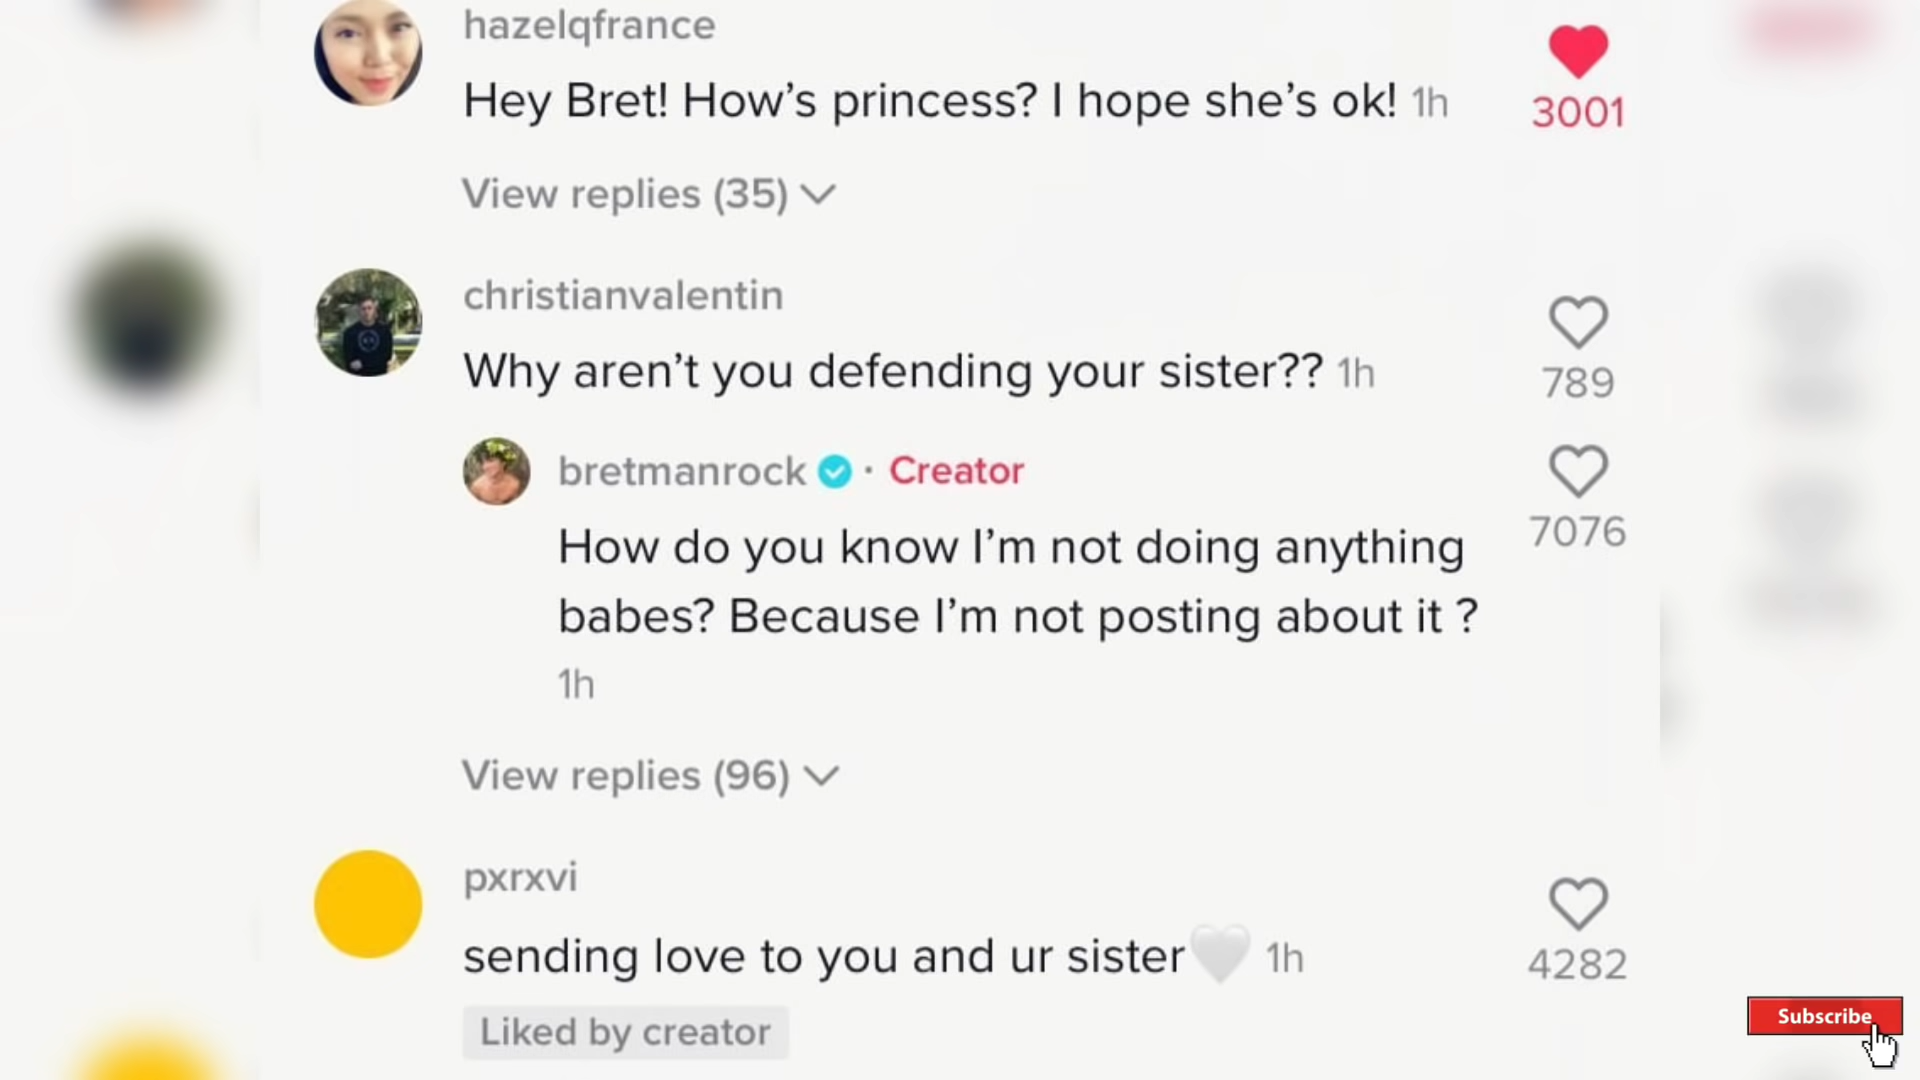 hazelqfrance
Hey Bret! How’s princess? I hope she’s ok! 1h
3001
View replies (35)
christianvalentin
Why aren’t you defending your sister?? 1h
789
bretmanrock · Creator
How do you know I’m not doing anything
babes? Because I’m not posting about it ?
1h
7076
View replies (96)
pxrxvi
sending love to you and ur sister🤍 1h
4282
Liked by creator
Subscribe